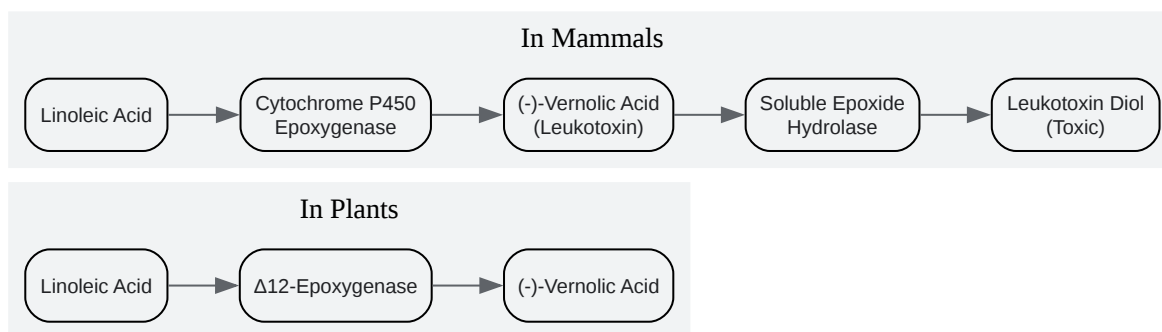 In Mammals
Linoleic Acid
Cytochrome P450
Epoxygenase
(-)-Vernolic Acid
(Leukotoxin)
Soluble Epoxide
Hydrolase
Leukotoxin Diol
(Toxic)
In Plants
Linoleic Acid
Δ12-Epoxygenase
(-)-Vernolic Acid